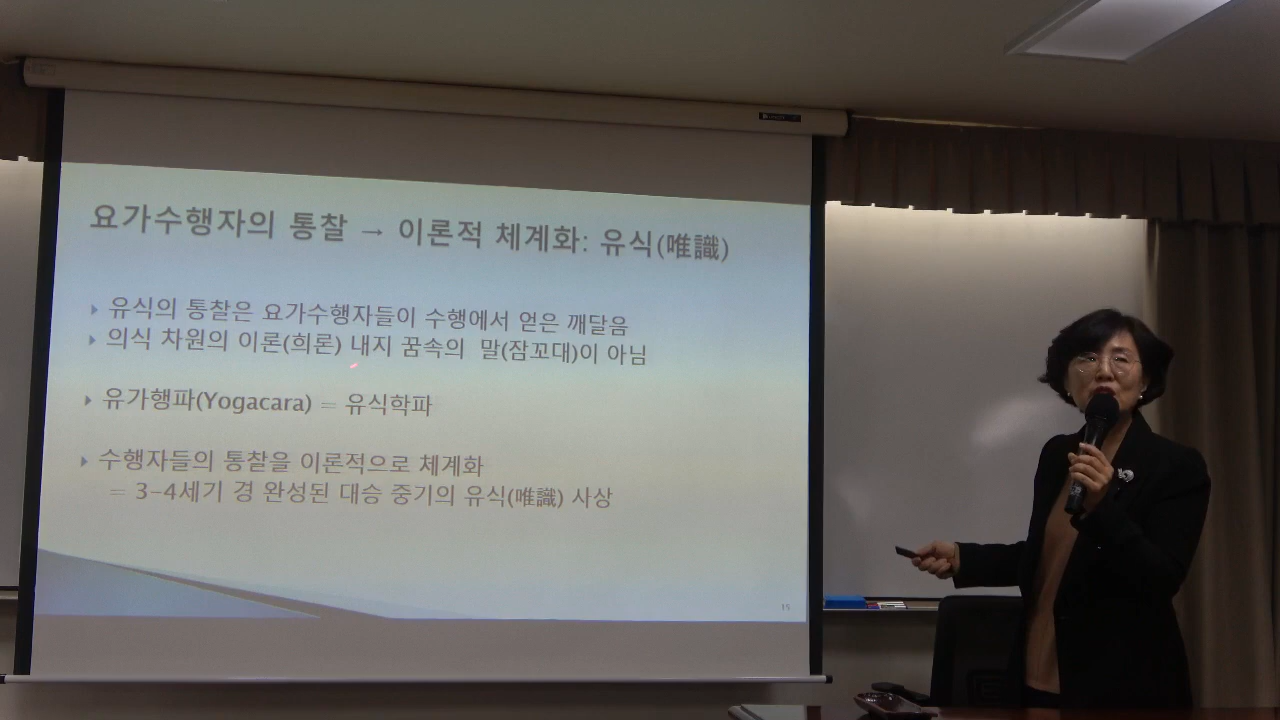 요가수행자의 통찰 → 이론적 체계화: 유식(唯識)
유식의 통찰은 요가수행자들이 수행에서 얻은 깨달음
의식 차원의 이론(희론) 내지 꿈속의 말(잠꼬대)이 아님
유가행파(Yogacara) = 유식학파
수행자들의 통찰을 이론적으로 체계화
= 3-4세기 경 완성된 대승 중기의 유식(唯識) 사상
15